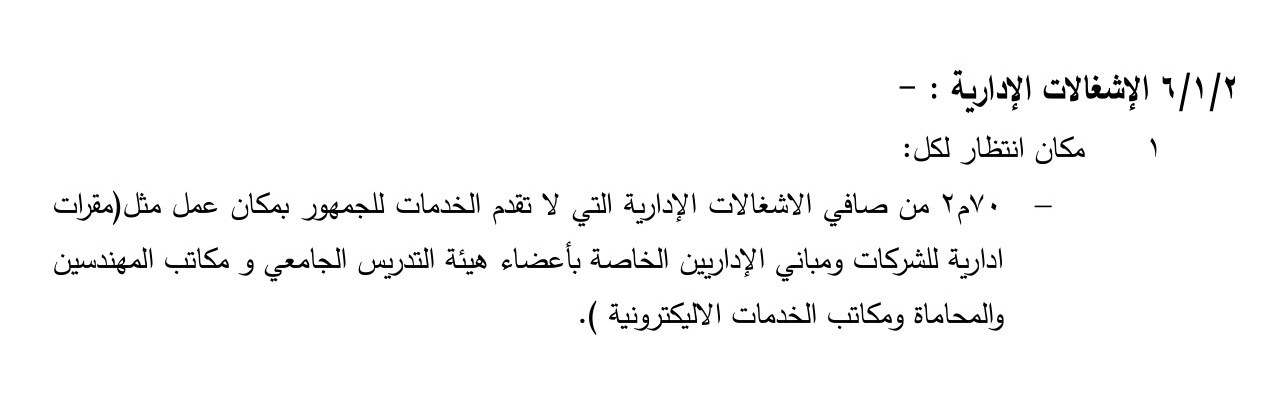 ٦/١/٢ الإشغالات الإدارية : -
١ مكان انتظار لكل:
– ٧٠م٢ من صافي الاشغالات الإدارية التي لا تقدم الخدمات للجمهور بمكان عمل مثل(مقرات
ادارية للشركات ومباني الإداريين الخاصة بأعضاء هيئة التدريس الجامعي و مكاتب المهندسين
والمحاماة ومكاتب الخدمات الاليكترونية ).